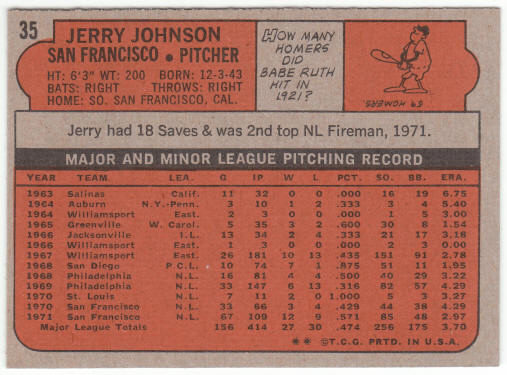 35
JERRY JOHNSON
SAN FRANCISCO • PITCHER
HT: 6'3" WT: 200 BORN: 12-3-43
BATS: RIGHT THROWS: RIGHT
HOME: SO. SAN FRANCISCO, CAL.
HOW MANY
HOMERS
DID
BABE RUTH
HIT IN
1921?
59 HOMERS.
Jerry had 18 Saves & was 2nd top NL Fireman, 1971.
MAJOR AND MINOR LEAGUE PITCHING RECORD
YEAR TEAM. LEA. G IP W L PCT. SO. BB. ERA.
1963 Salinas Calif. 11 32 0 0 .000 16 19 6.75
1964 Auburn N.Y.-Penn. 3 10 1 2 .333 3 4 5.40
1964 Williamsport East. 2 3 0 0 .000 1 5 3.00
1965 Greenville W. Carol. 5 35 3 2 .600 30 8 1.54
1966 Jacksonville I.L. 13 34 2 4 .333 21 17 3.18
1966 Williamsport East. 1 3 0 0 .000 2 2 0.00
1967 Williamsport East. 26 181 10 13 .435 151 91 2.78
1968 San Diego P.C.L. 10 74 7 1 .875 51 11 1.95
1968 Philadelphia N.L. 16 81 4 4 .500 40 29 3.22
1969 Philadelphia N.L. 33 147 6 13 .316 82 57 4.29
1970 St. Louis N.L. 7 11 2 0 1.000 5 3 3.27
1970 San Francisco N.L. 33 66 3 4 .429 44 38 4.29
1971 San Francisco N.L. 67 109 12 9 .571 85 48 2.97
Major League Totals 156 414 27 30 .474 256 175 3.70
** ©T.C.G. PRTD. IN U.S.A.